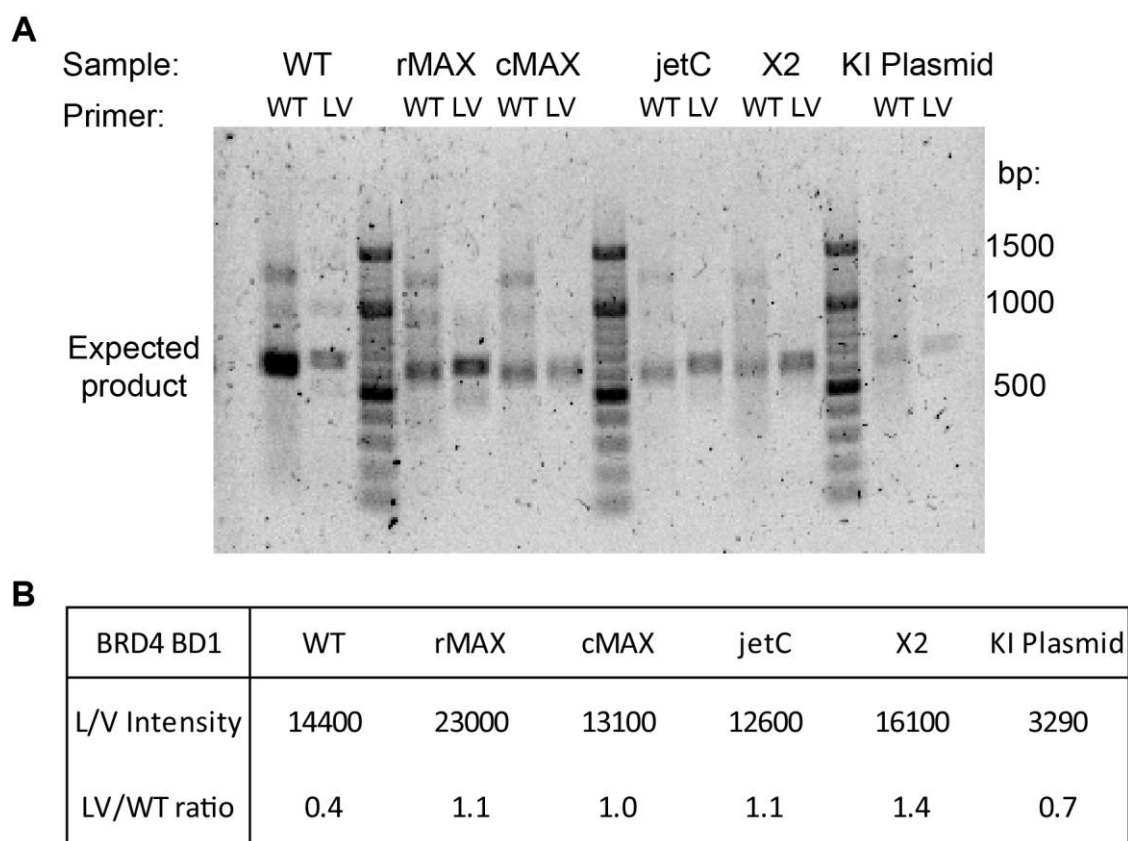 A
Sample: WT rMAX cMAX jetC X2 KI Plasmid
Primer: WT LV WT LV WT LV WT LV WT LV WT LV
bp:
1500
1000
Expected
product
500
B
BRD4 BD1 WT rMAX cMAX jetC X2 KI Plasmid
L/V Intensity 14400 23000 13100 12600 16100 3290
LV/WT ratio 0.4 1.1 1.0 1.1 1.4 0.7